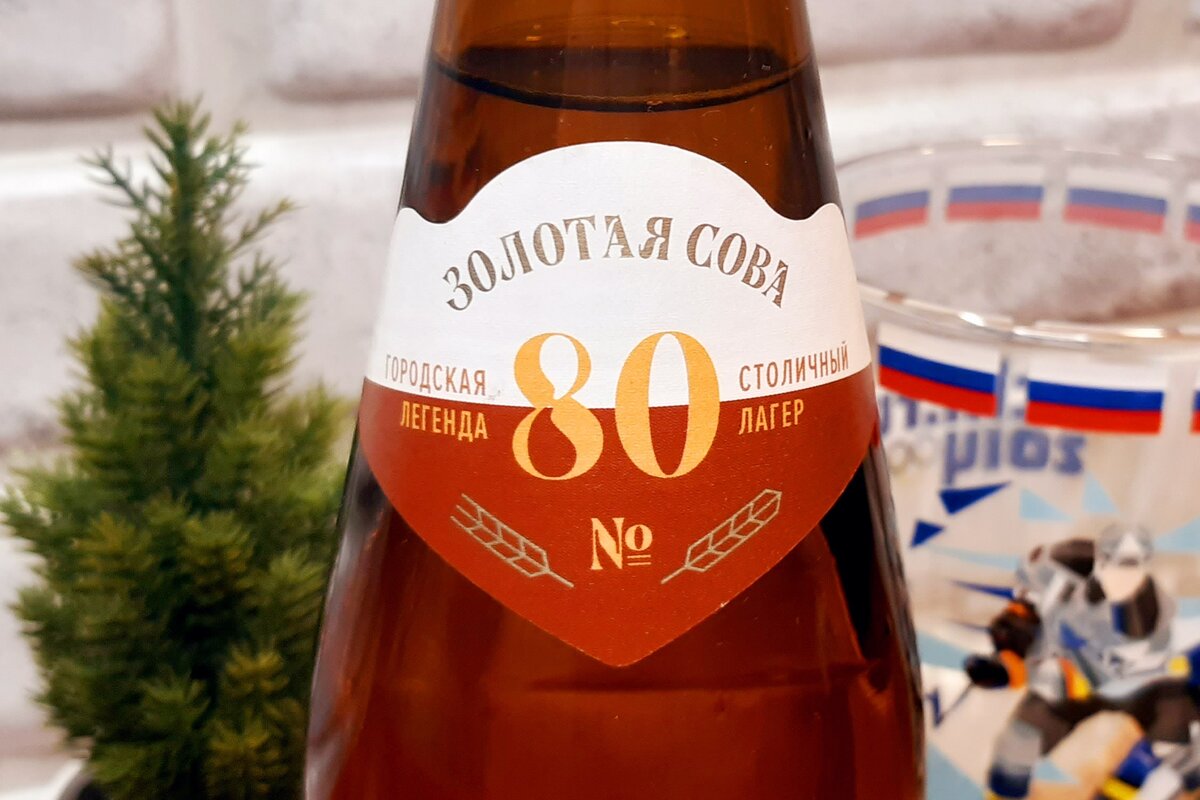 ЗОЛОТАЯ СОВА
ГОРОДСКАЯ
ЛЕГЕНДА
80
СТОЛИЧНЫЙ
ЛАГЕР
№